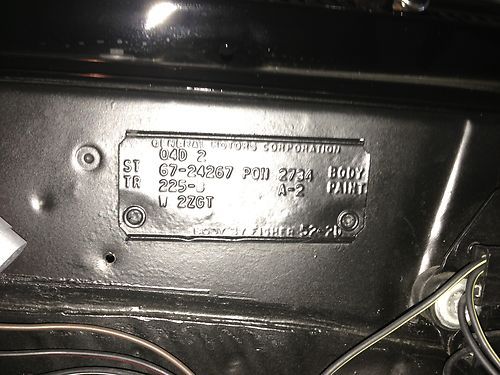 GENERAL MOTORS CORPORATION
04D 2
ST 67-24267 PON 2734 BODY
TR 225- A-2 PAINT
W 2ZGT
BODY BY FISHER